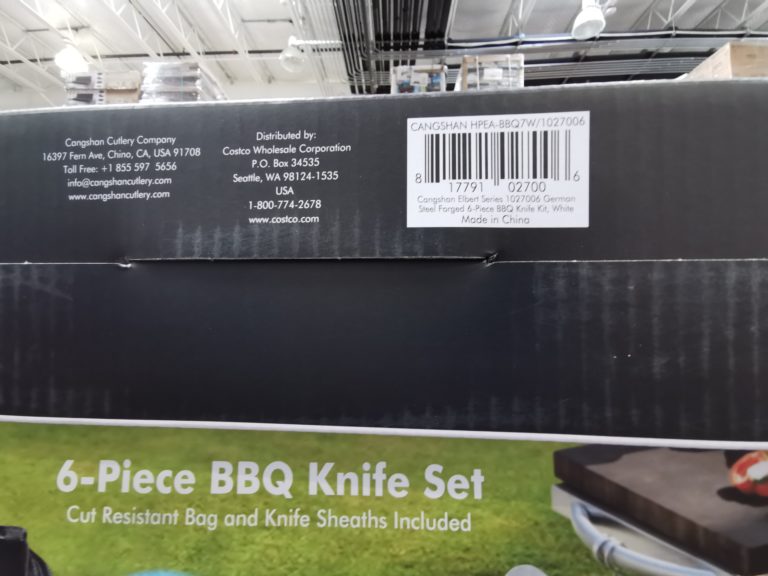 Cangshan Cutlery Company
16397 Fern Ave, Chino, CA, USA 91708
Toll Free: +1 855 597 5656
info@cangshancutlery.com
www.cangshancutlery.com
Distributed by:
Costco Wholesale Corporation
P.O. Box 34535
Seattle, WA 98124-1535
USA
1-800-774-2678
www.costco.com
CANGSHAN HPEA-BBQ7W/1027006
8 17791 02700 6
Cangshan Elbert Series 1027006 German
Steel Forged 6-Piece BBQ Knife Kit, White
Made in China
6-Piece BBQ Knife Set
Cut Resistant Bag and Knife Sheaths Included